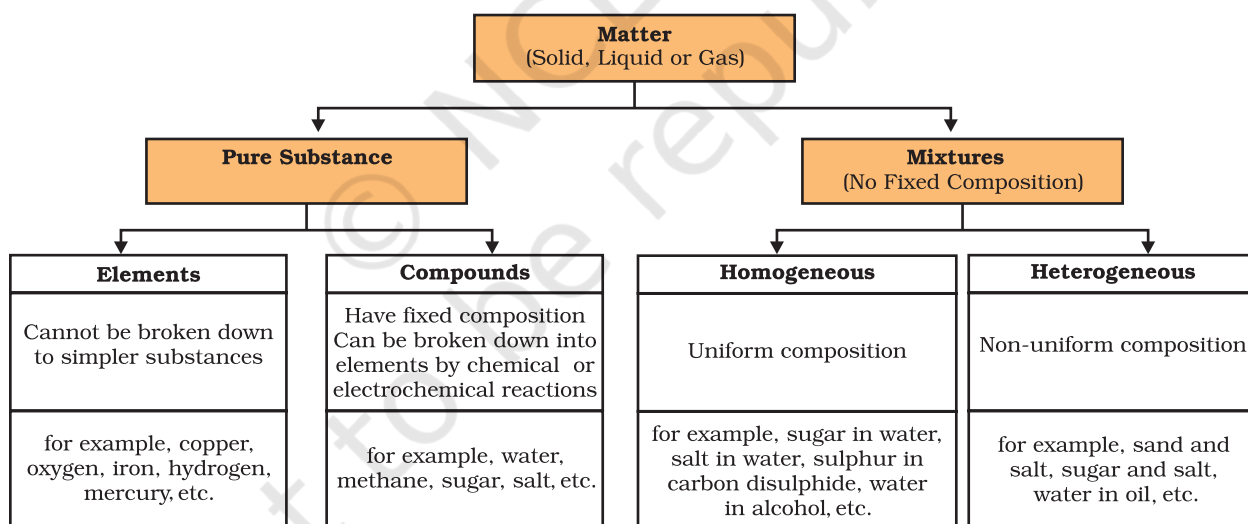 Matter
(Solid, Liquid or Gas)
Pure Substance
Mixtures
(No Fixed Composition)
Elements
Cannot be broken down
to simpler substances
for example, copper,
oxygen, iron, hydrogen,
mercury, etc.
Compounds
Have fixed composition
Can be broken down into
elements by chemical or
electrochemical reactions
for example, water,
methane, sugar, salt, etc.
Homogeneous
Uniform composition
for example, sugar in water,
salt in water, sulphur in
carbon disulphide, water
in alcohol, etc.
Heterogeneous
Non-uniform composition
for example, sand and
salt, sugar and salt,
water in oil, etc.
© NC
t to be repu